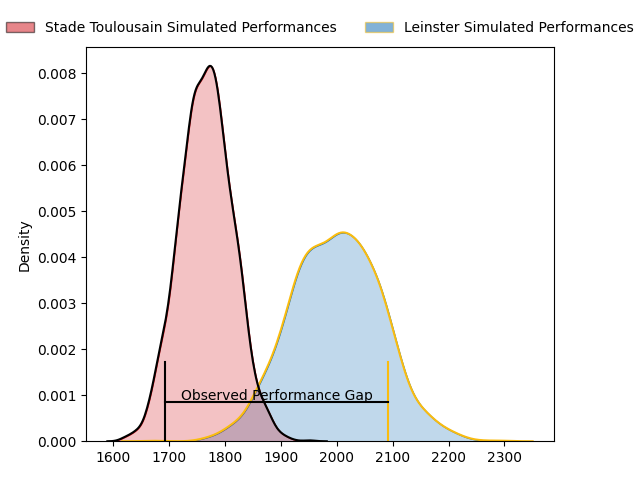 Stade Toulousain Simulated Performances Leinster Simulated Performances
0.008
0.007
0.006
0.005
0.004
0.003
0.002
0.001
0.000
Density
Observed Performance Gap
1600 1700 1800 1900 2000 2100 2200 2300